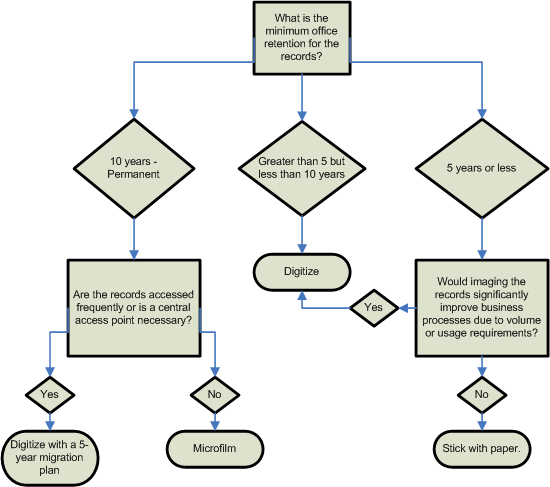 What is the
minimum office
retention for the
records?
10 years -
Permanent
Greater than 5 but
less than 10 years
5 years or less
Digitize
Are the records accessed
frequently or is a central
access point necessary?
Would imaging the
records significantly
improve business
processes due to volume
or usage requirements?
Yes
Yes
No
No
Digitize with a 5-
year migration
plan
Microfilm
Stick with paper.